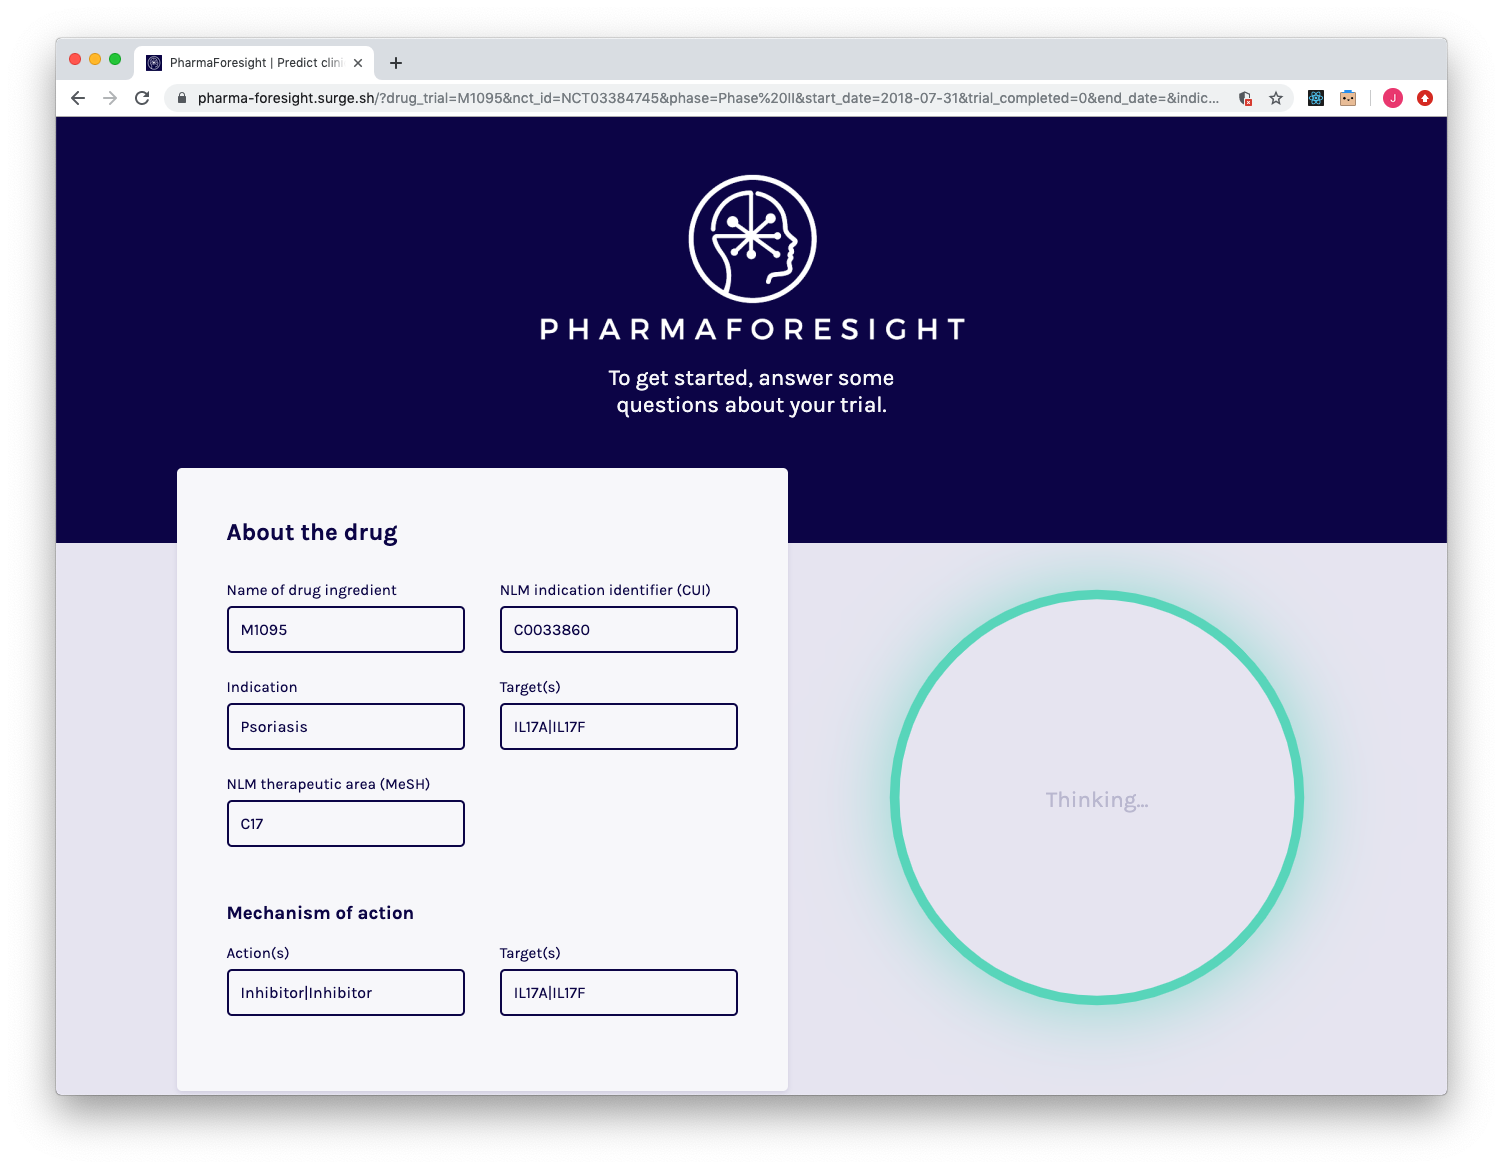 PharmaForesight | Predict clini
pharma-foresight.surge.sh/?drug_trial=M1095&nct_id=NCT03384745&phase=Phase%20II&start_date=2018-07-31&trial_completed=0&end_date=&indic...
J
PHARMAFORESIGHT
To get started, answer some
questions about your trial.
About the drug
Name of drug ingredient
NLM indication identifier (CUI)
M1095
C0033860
Indication
Target(s)
Psoriasis
IL17A|IL17F
NLM therapeutic area (MeSH)
C17
Thinking...
Mechanism of action
Action(s)
Target(s)
Inhibitor|Inhibitor
IL17A|IL17F